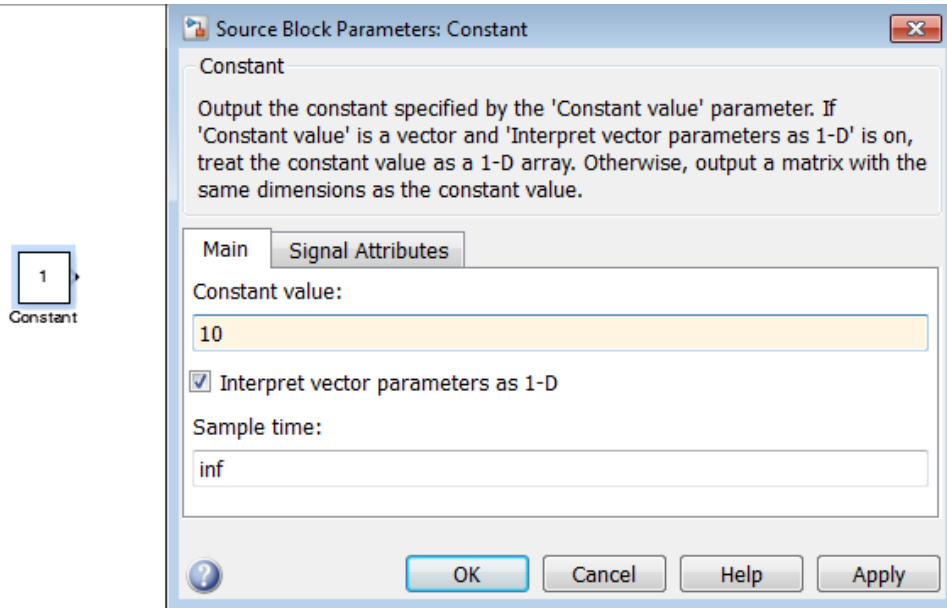 Source Block Parameters: Constant
Constant
Output the constant specified by the 'Constant value' parameter. If
'Constant value' is a vector and 'Interpret vector parameters as 1-D' is on,
treat the constant value as a 1-D array. Otherwise, output a matrix with the
same dimensions as the constant value.
Main Signal Attributes
1
Constant
Constant value:
10
Interpret vector parameters as 1-D
Sample time:
inf
? OK Cancel Help Apply